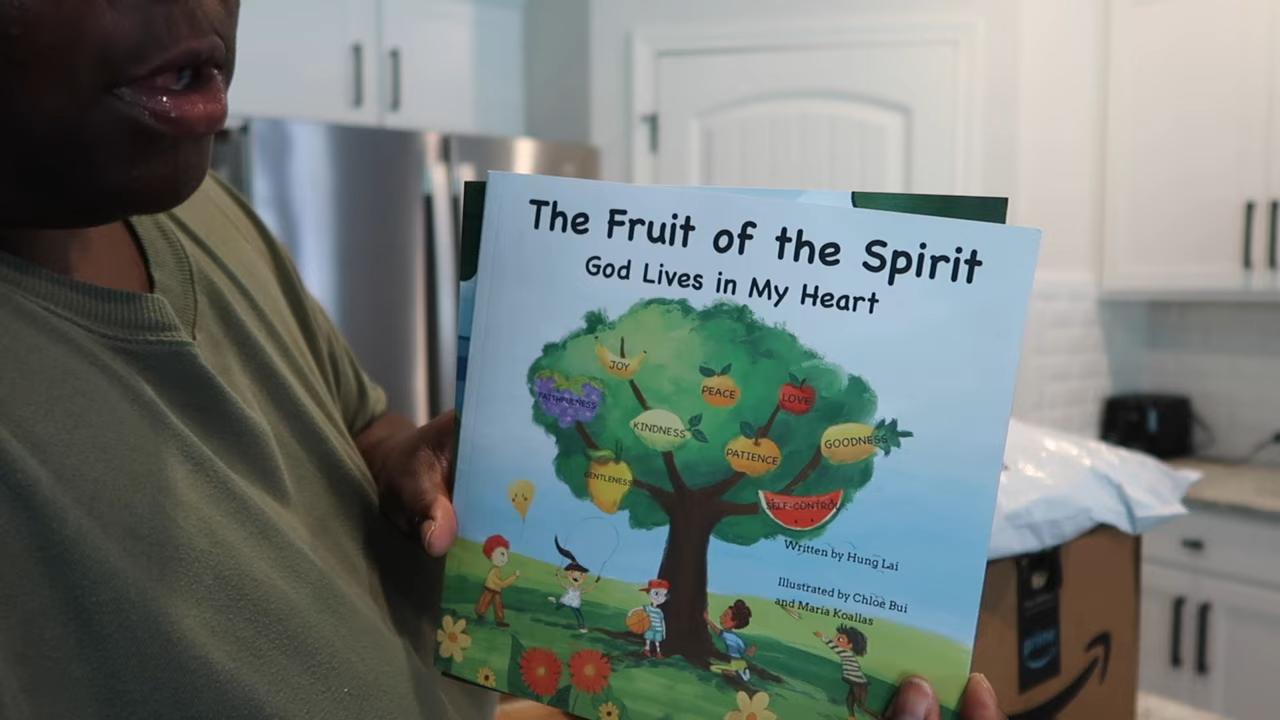 The Fruit of the Spirit
God Lives in My Heart
JOY
PEACE
LOVE
FAITHFULNESS
KINDNESS
PATIENCE
GOODNESS
GENTLENESS
SELF-CONTROL
Written by Hung Lai
Illustrated by Chloe Bui
and Maria Koallas
prime